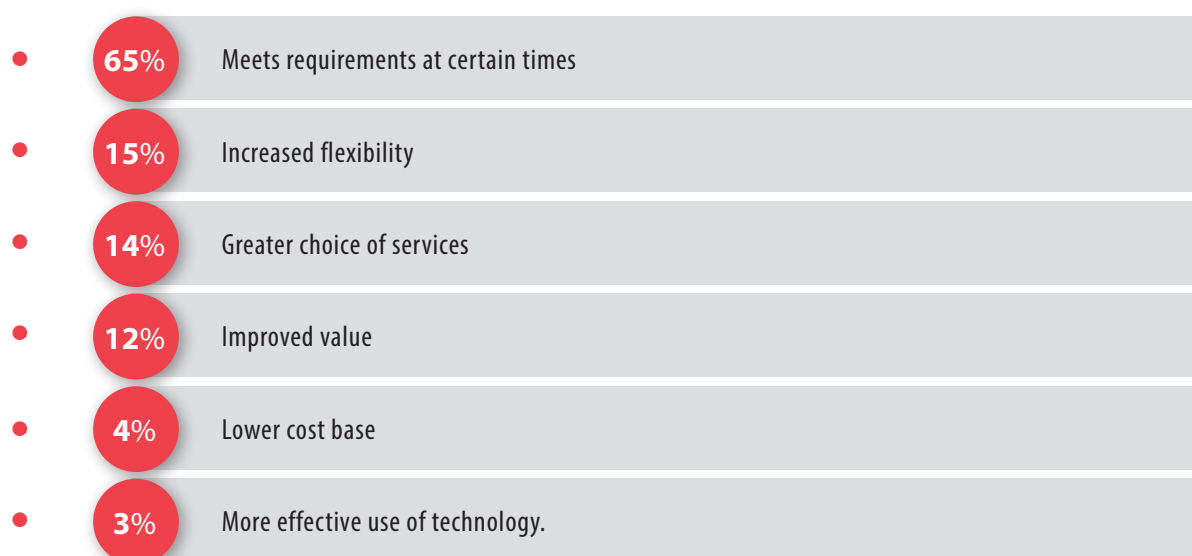 65% Meets requirements at certain times
15% Increased flexibility
14% Greater choice of services
12% Improved value
4% Lower cost base
3% More effective use of technology.